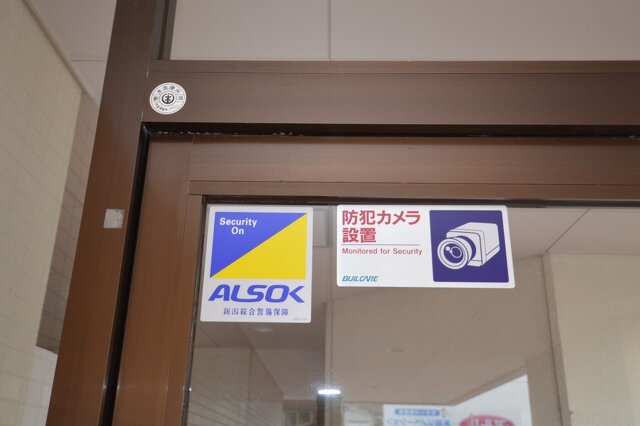 Security
On
ALSOK
新潟綜合警備保障
防犯カメラ
設置
Monitored for Security
BUILCARE